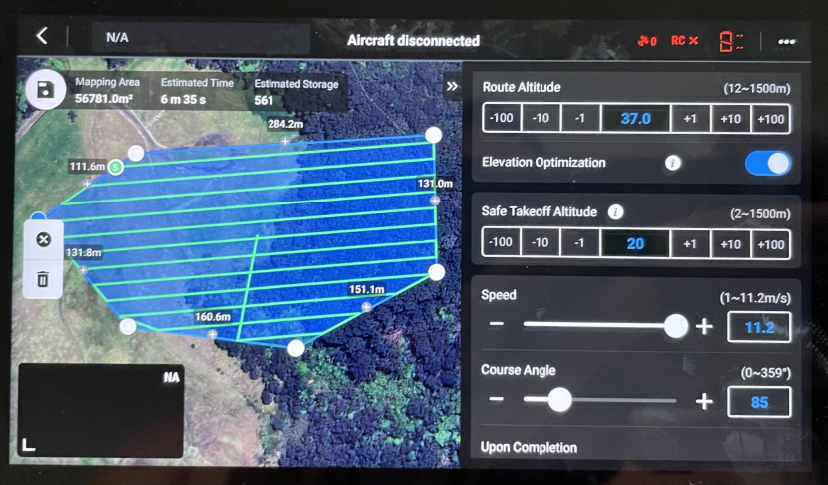 N/A
Aircraft disconnected
0
RC
Mapping Area
56781.0m²
Estimated Time
6 m 35 s
Estimated Storage
561
284.2m
111.6m
S
131.0m
131.8m
151.1m
160.6m
NA
L
Route Altitude
(12~1500m)
-100 -10 -1 37.0 +1 +10 +100
Elevation Optimization
i
Safe Takeoff Altitude
i
(2~1500m)
-100 -10 -1 20 +1 +10 +100
Speed
(1~11.2m/s)
− + 11.2
Course Angle
(0~359°)
− + 85
Upon Completion